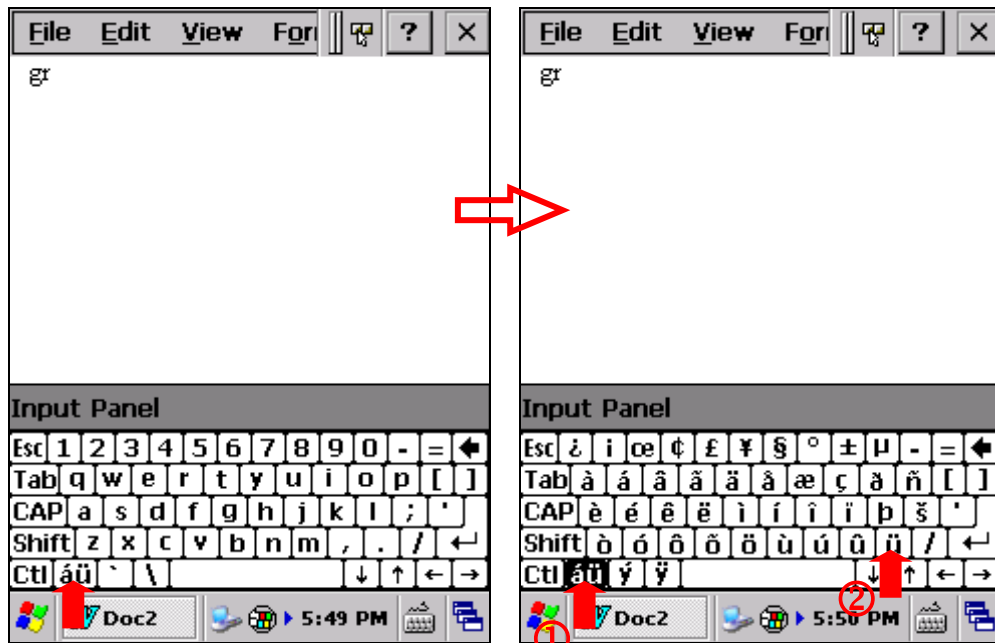 File Edit View For ? ×
gr
Input Panel
Esc 1 2 3 4 5 6 7 8 9 0 - =
Tab q w e r t y u i o p [ ]
CAP a s d f g h j k l ; '
Shift z x c v b n m , . / ↵
Ctl áü ` \ ↓ ↑ ← →
Doc2 5:49 PM
File Edit View For ? ×
gr
Input Panel
Esc ¿ ¡ œ ¢ £ ¥ § ° ± µ - =
Tab à á â ã ä å æ ç ð ñ [ ]
CAP è é ê ë ì í î ï þ š '
Shift ò ó ô õ ö ù ú û ü / ↵
Ctl áü ý ÿ ↓ ↑ ← →
Doc2 5:50 PM
① ②